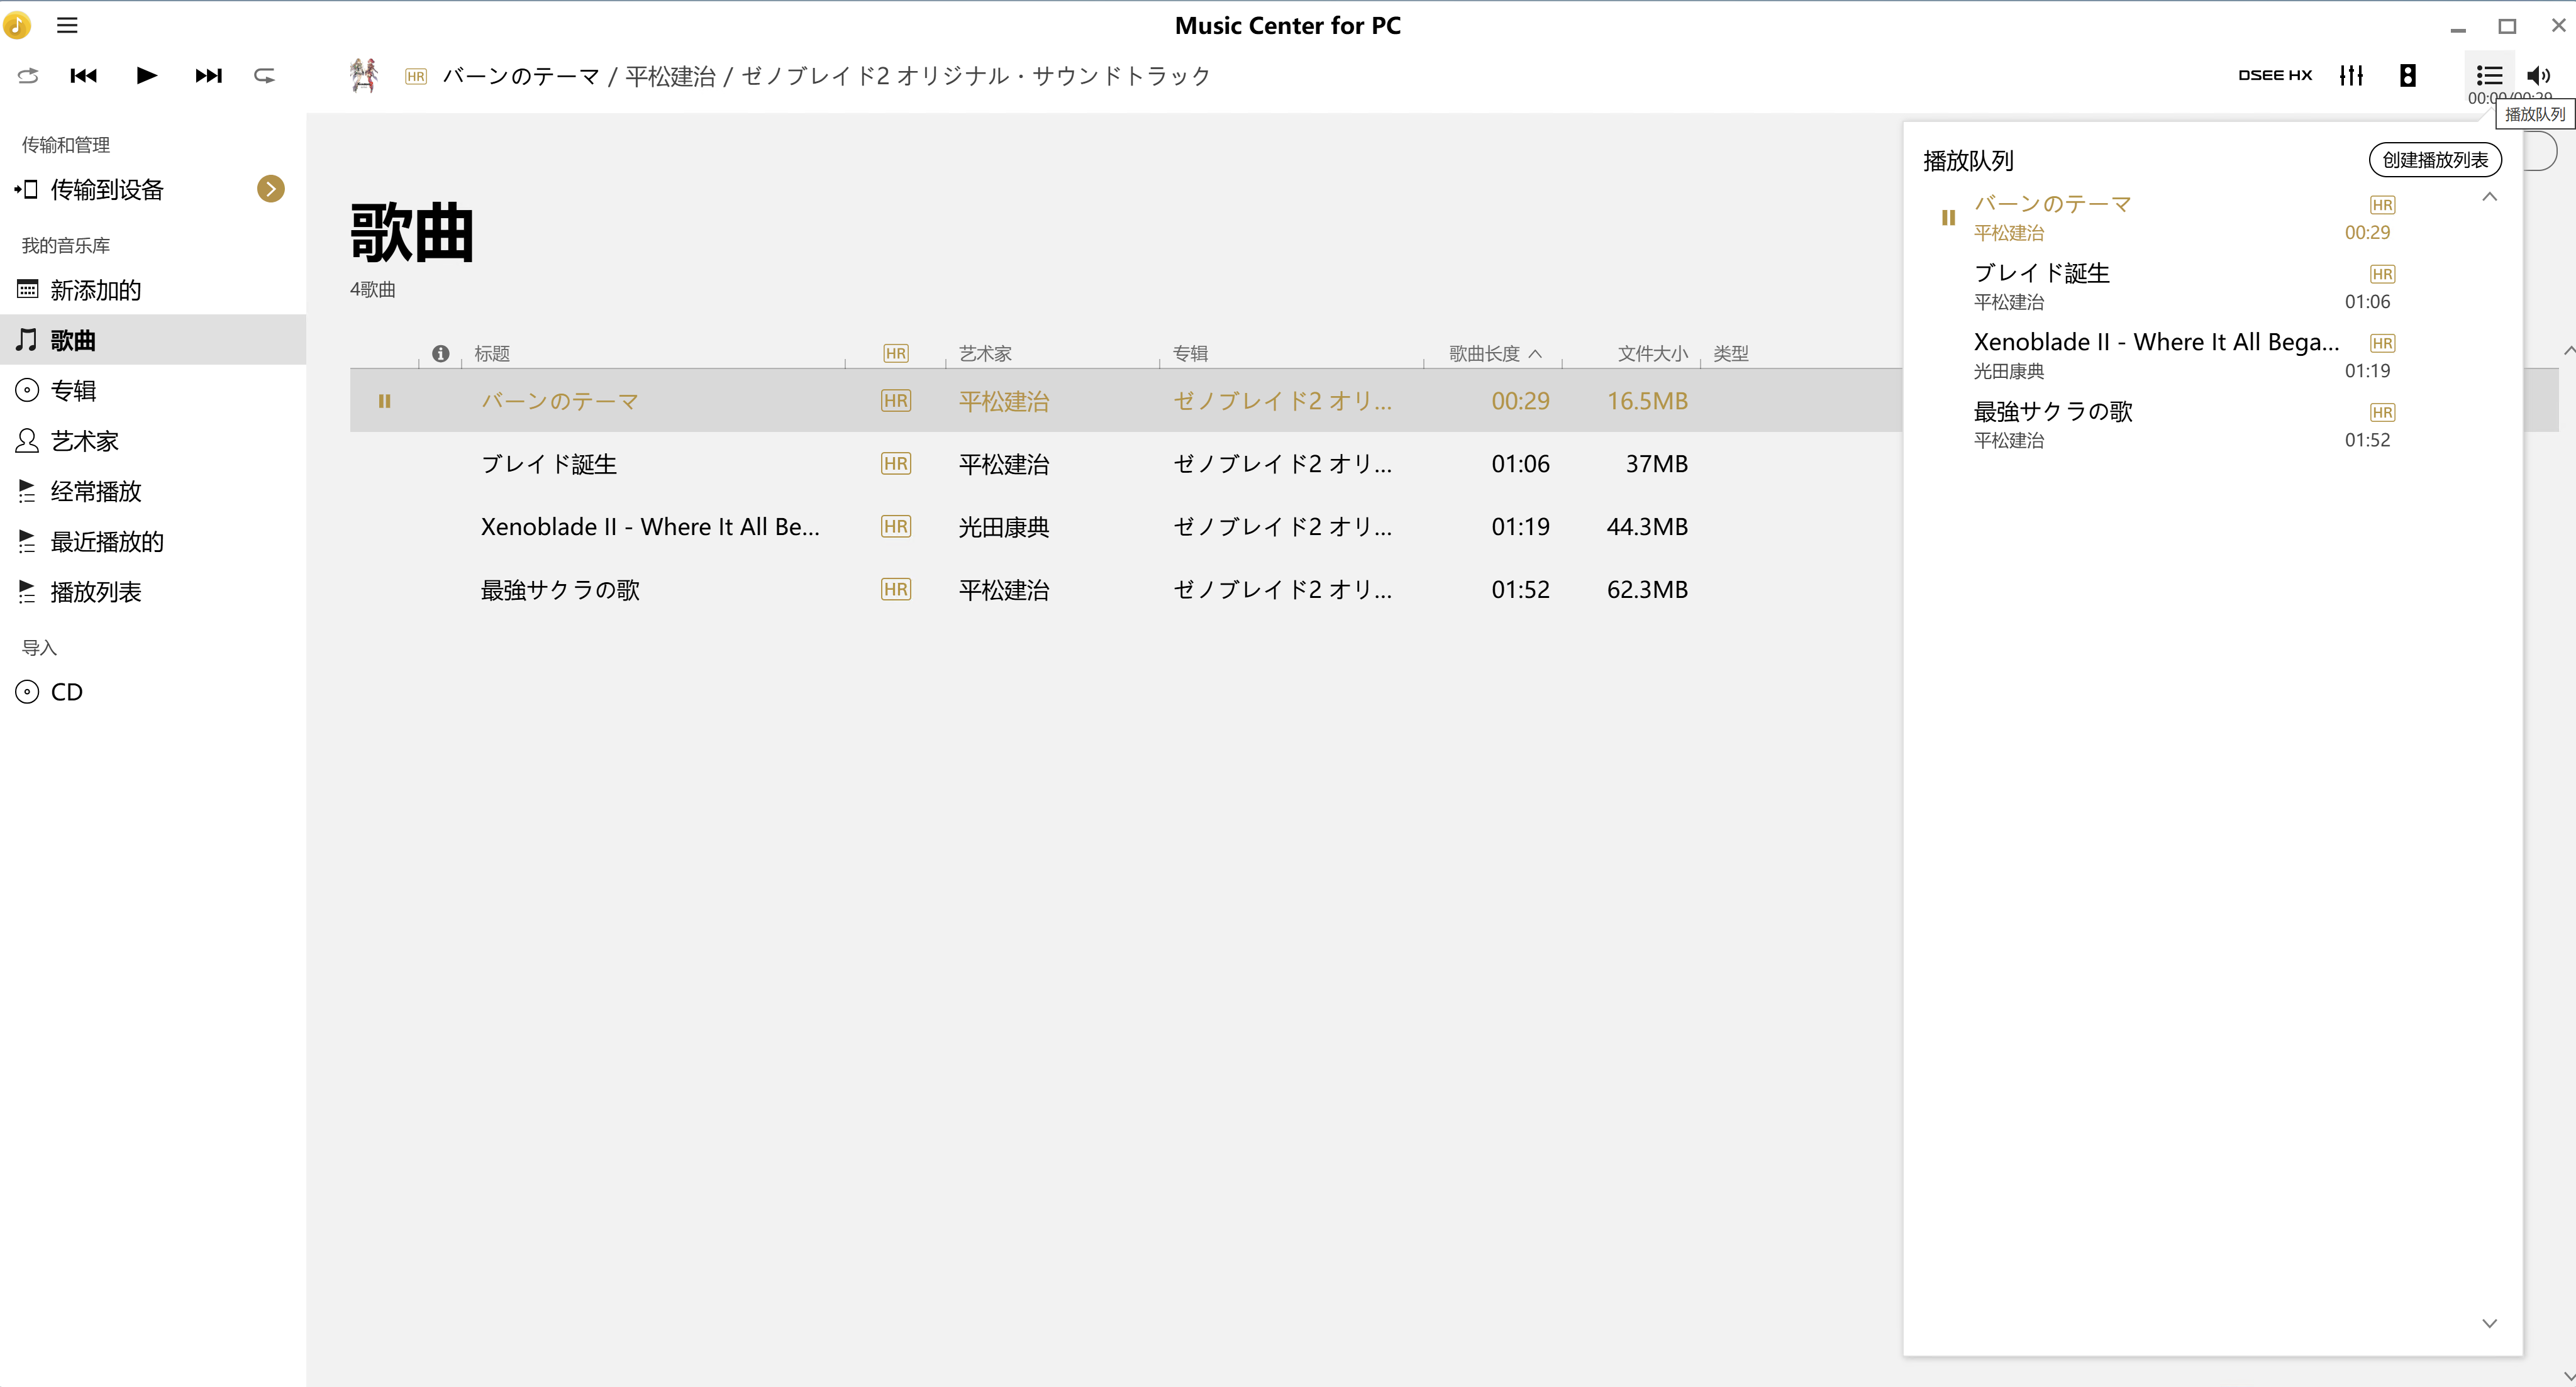 Music Center for PC
HR バーンのテーマ / 平松建治 / ゼノブレイド2 オリジナル・サウンドトラック
DSEE HX
播放队列
传输和管理
传输到设备
我的音乐库
新添加的
歌曲
专辑
艺术家
经常播放
最近播放的
播放列表
导入
CD
歌曲
4歌曲
标题 HR 艺术家 专辑 歌曲长度 文件大小 类型
バーンのテーマ HR 平松建治 ゼノブレイド2 オリ... 00:29 16.5MB
ブレイド誕生 HR 平松建治 ゼノブレイド2 オリ... 01:06 37MB
Xenoblade II - Where It All Be... HR 光田康典 ゼノブレイド2 オリ... 01:19 44.3MB
最強サクラの歌 HR 平松建治 ゼノブレイド2 オリ... 01:52 62.3MB
播放队列 创建播放列表
バーンのテーマ HR
平松建治 00:29
ブレイド誕生 HR
平松建治 01:06
Xenoblade II - Where It All Bega... HR
光田康典 01:19
最強サクラの歌 HR
平松建治 01:52